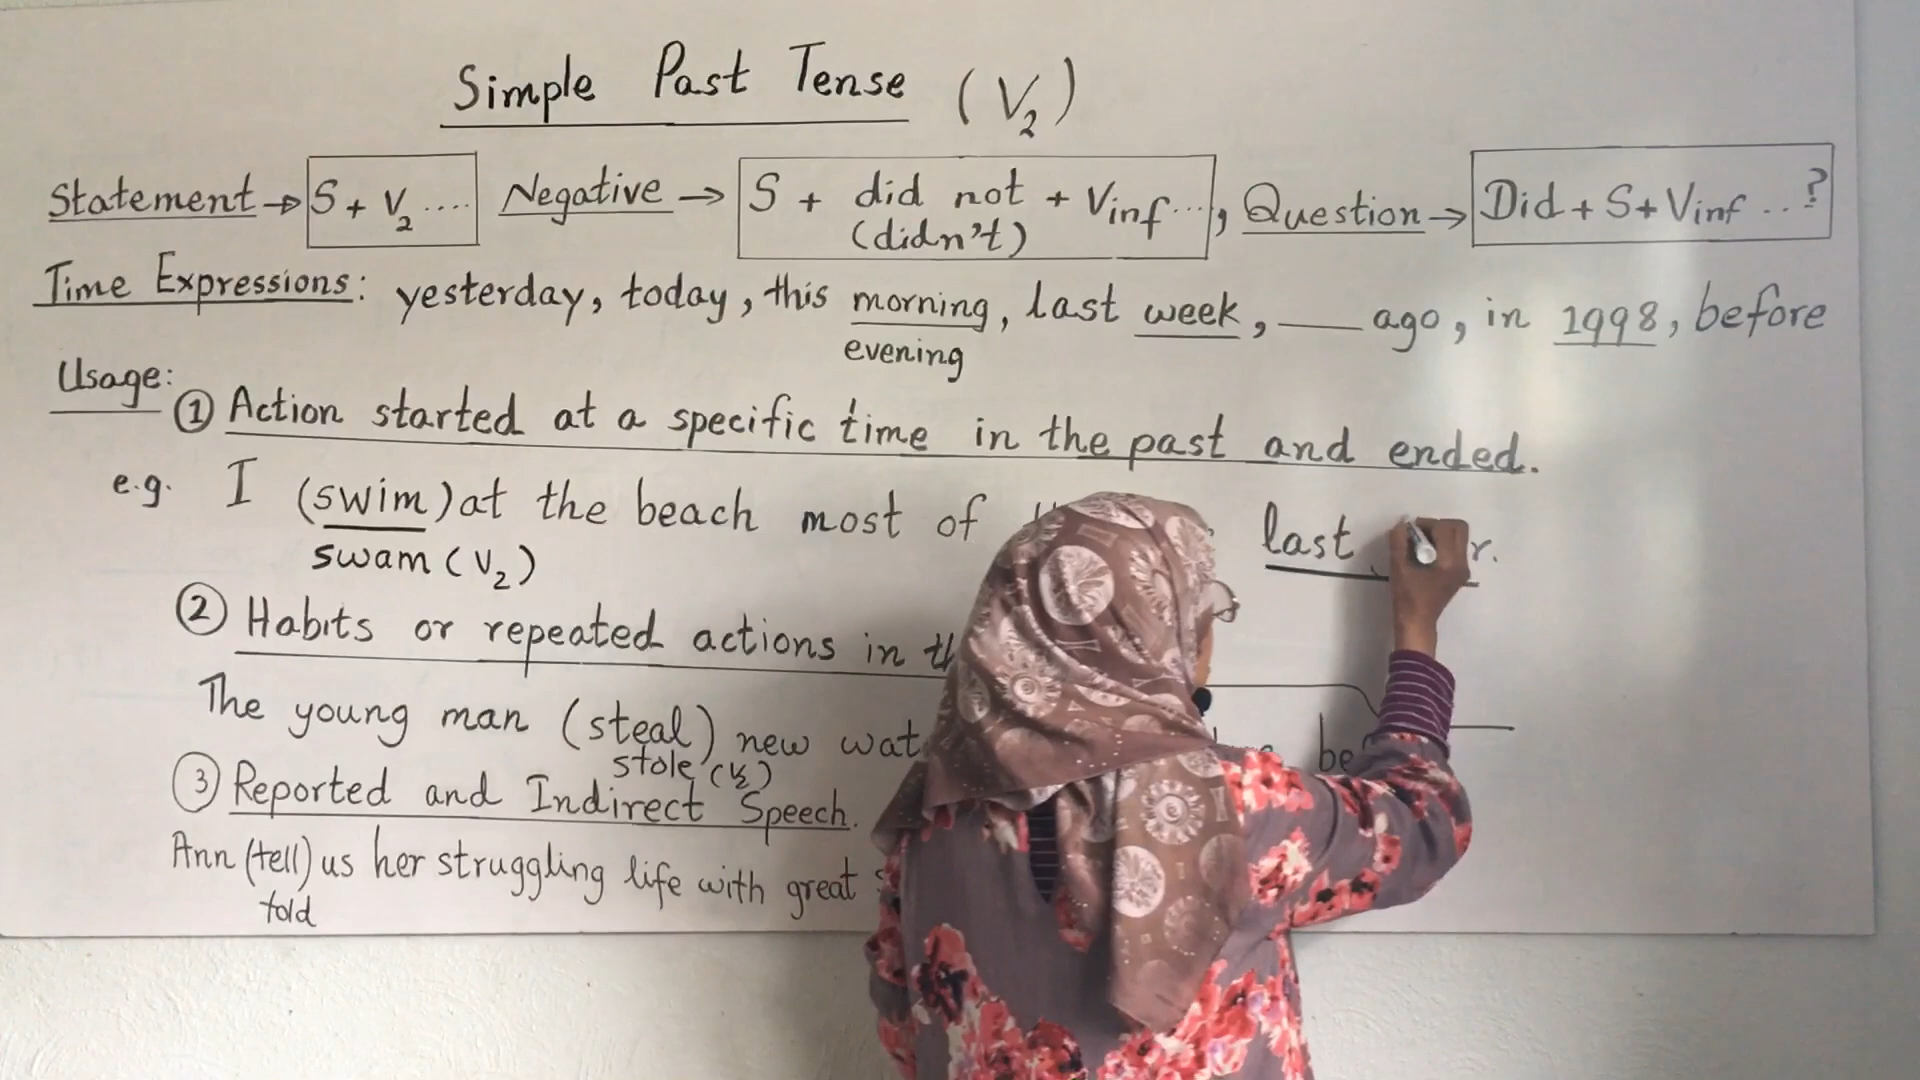 Simple Past Tense (V2)
Statement → S + V2 .... Negative → S + did not + Vinf ..., Question → Did + S + Vinf ..?
(didn't)
Time Expressions: yesterday, today, this morning, last week, ___ ago, in 1998, before
evening
Usage:
① Action started at a specific time in the past and ended.
e.g. I (swim) at the beach most of last
swam (V2)
② Habits or repeated actions in
The young man (steal) new
stole (V2)
③ Reported and Indirect Speech.
Ann (tell) us her struggling life with great
told